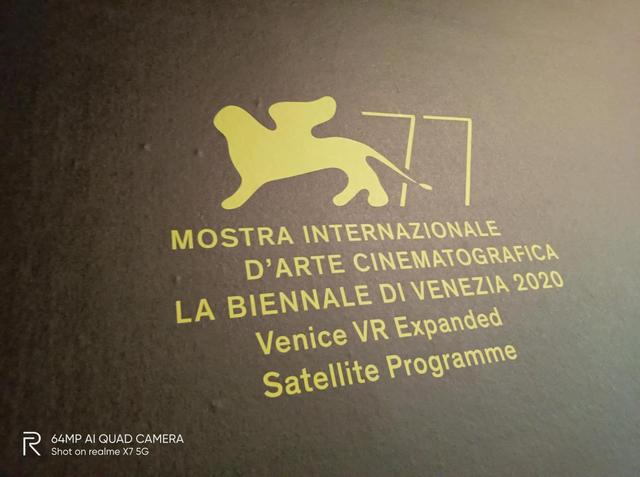 77
MOSTRA INTERNAZIONALE
D'ARTE CINEMATOGRAFICA
LA BIENNALE DI VENEZIA 2020
Venice VR Expanded
Satellite Programme
R
64MP AI QUAD CAMERA
Shot on realme X7 5G